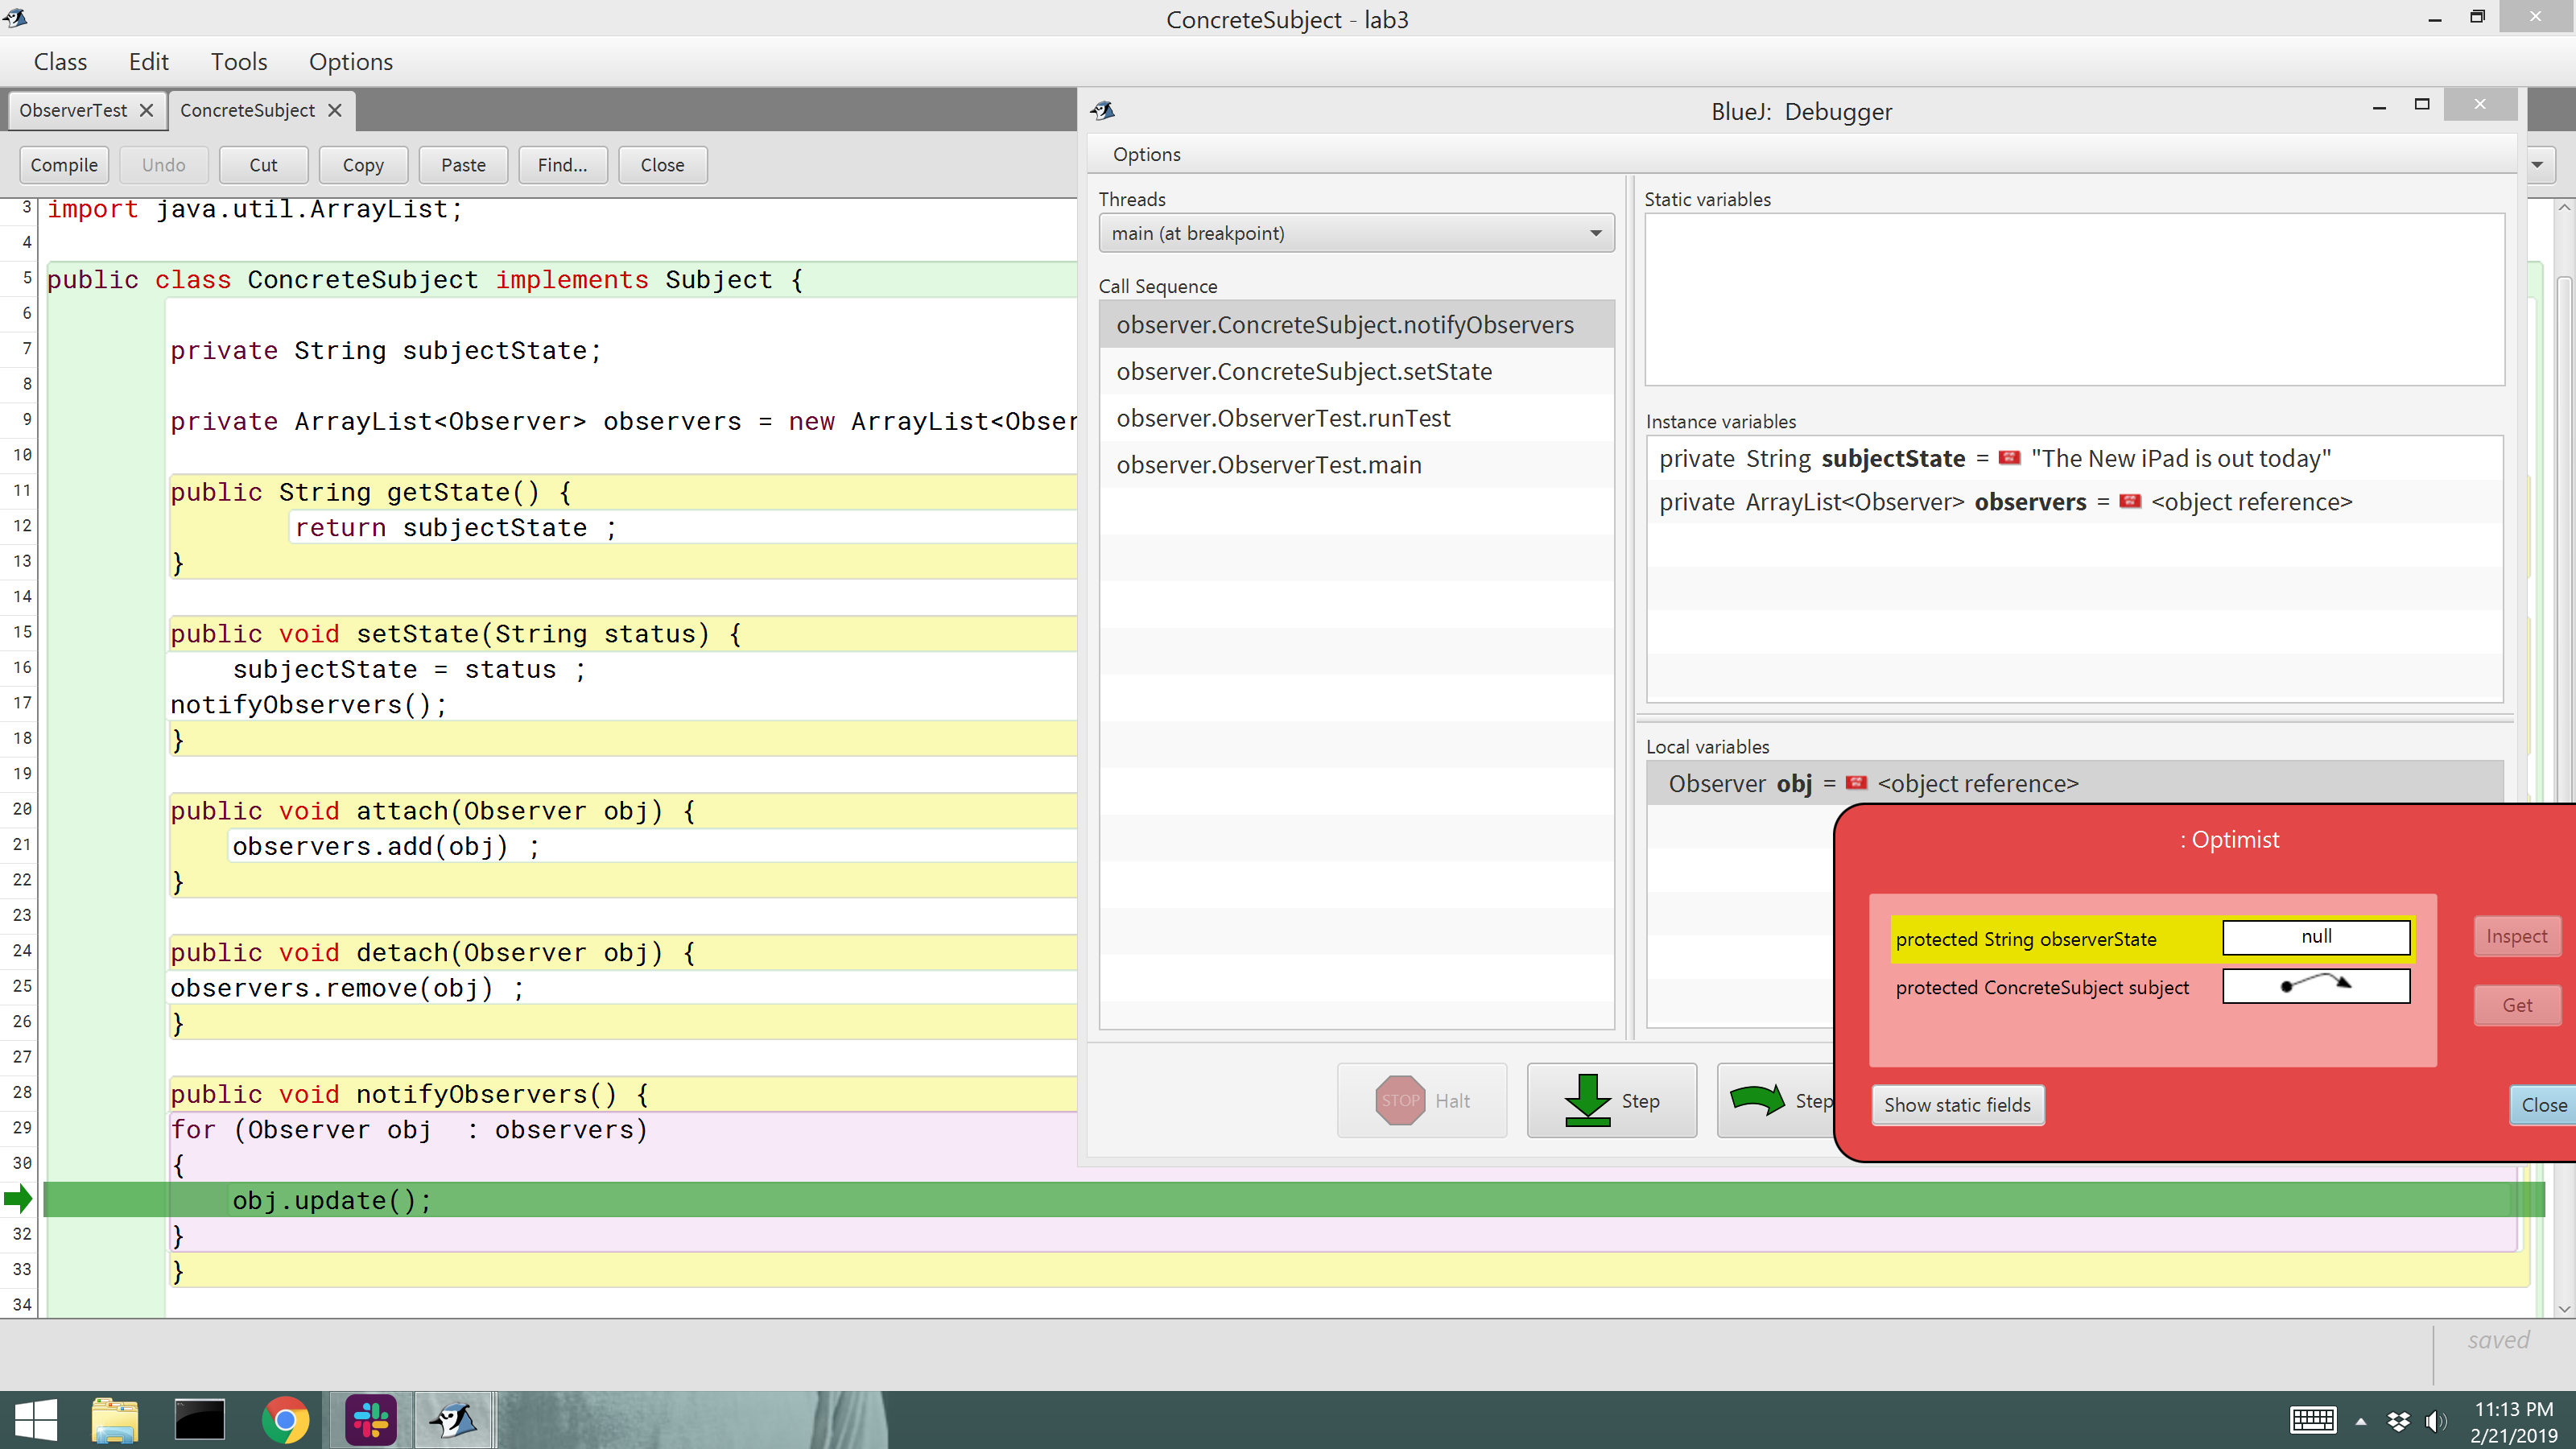 ConcreteSubject - lab3
Class Edit Tools Options
ObserverTest ConcreteSubject
Compile Undo Cut Copy Paste Find... Close
3 import java.util.ArrayList;
4
5 public class ConcreteSubject implements Subject {
6
7 private String subjectState;
8
9 private ArrayList<Observer> observers = new ArrayList<Obser
10
11 public String getState() {
12 return subjectState ;
13 }
14
15 public void setState(String status) {
16 subjectState = status ;
17 notifyObservers();
18 }
19
20 public void attach(Observer obj) {
21 observers.add(obj) ;
22 }
23
24 public void detach(Observer obj) {
25 observers.remove(obj) ;
26 }
27
28 public void notifyObservers() {
29 for (Observer obj  : observers)
30 {
obj.update();
32 }
33 }
34
BlueJ: Debugger
Options
Threads
main (at breakpoint)
Call Sequence
observer.ConcreteSubject.notifyObservers
observer.ConcreteSubject.setState
observer.ObserverTest.runTest
observer.ObserverTest.main
Static variables
Instance variables
private String subjectState = "The New iPad is out today"
private ArrayList<Observer> observers = <object reference>
Local variables
Observer obj = <object reference>
STOP Halt
Step
Step
: Optimist
protected String observerState null
protected ConcreteSubject subject
Inspect
Get
Show static fields
Close
saved
11:13 PM
2/21/2019